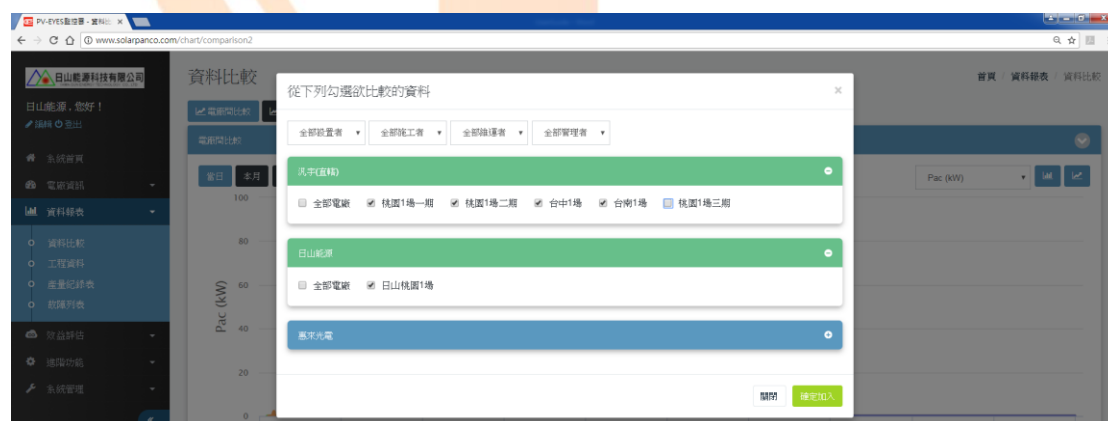 PV-EYES監控器 - 資料比
www.solarpanco.com/chart/comparison2
日山能源科技有限公司
日山能源 , 您好！
編輯 登出
系統首頁
電廠資訊
資料報表
資料比較
工程資料
產量記錄表
故障列表
效益評估
進階功能
系統管理
資料比較
首頁 / 資料報表 / 資料比較
電廠間比較
電廠間比較
當日 本月
Pac (kW)
100
80
60
40
20
0
Pac (kW)
從下列勾選欲比較的資料
×
全部設置者 全部施工者 全部維運者 全部管理者
汎宇(直轄)
全部電廠 桃園1場一期 桃園1場二期 台中1場 台南1場 桃園1場三期
日山能源
全部電廠 日山桃園1場
惠來光電
關閉 確定加入